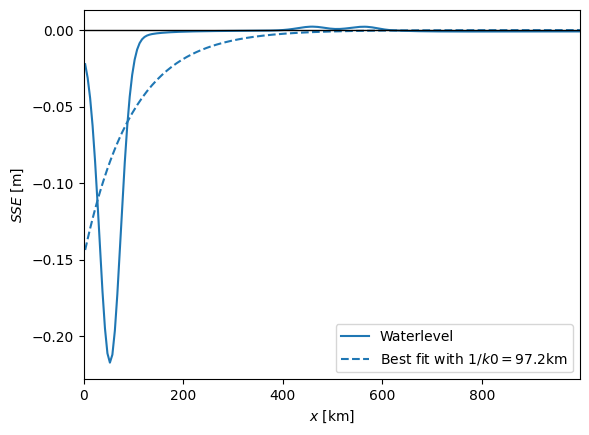 0.00
−0.05
−0.10
−0.15
−0.20
SSE [m]
0 200 400 600 800
x [km]
Waterlevel
Best fit with 1/k0 = 97.2km